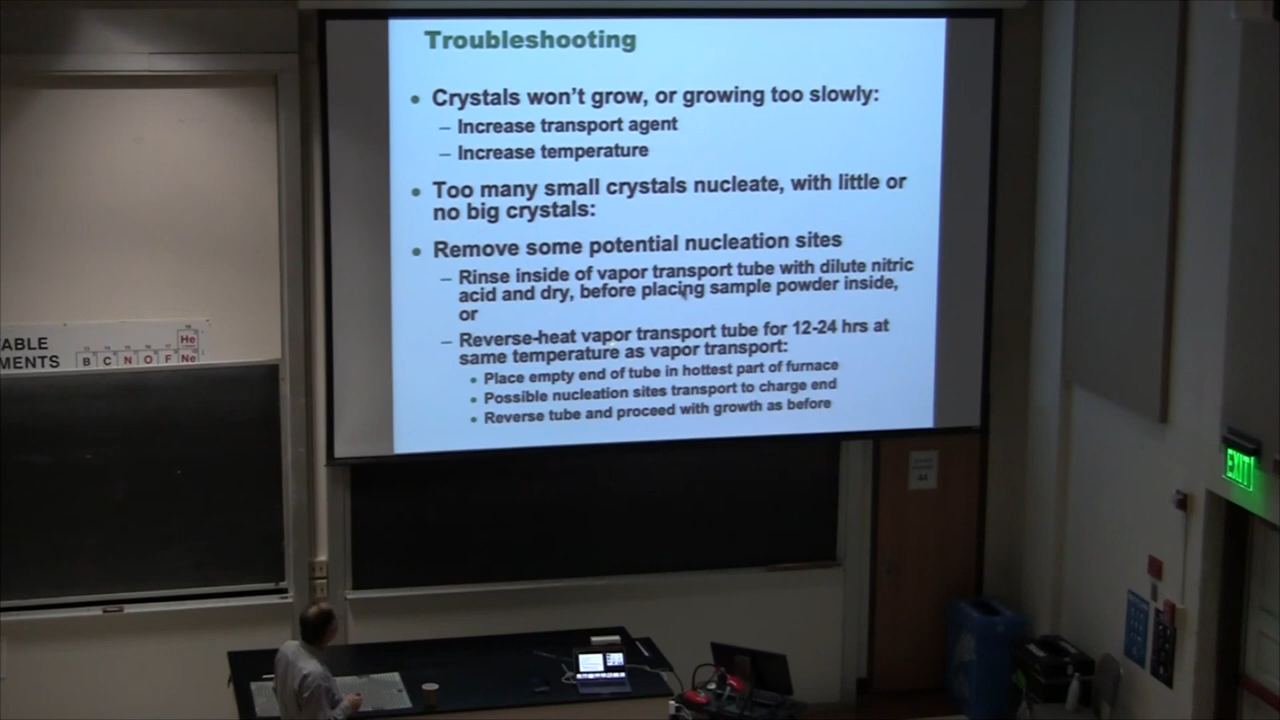 Troubleshooting
• Crystals won't grow, or growing too slowly:
– Increase transport agent
– Increase temperature
• Too many small crystals nucleate, with little or
no big crystals:
• Remove some potential nucleation sites
– Rinse inside of vapor transport tube with dilute nitric
acid and dry, before placing sample powder inside,
or
– Reverse-heat vapor transport tube for 12-24 hrs at
same temperature as vapor transport:
• Place empty end of tube in hottest part of furnace
• Possible nucleation sites transport to charge end
• Reverse tube and proceed with growth as before
ABLE
MENTS
He
B C N O F Ne
EXIT